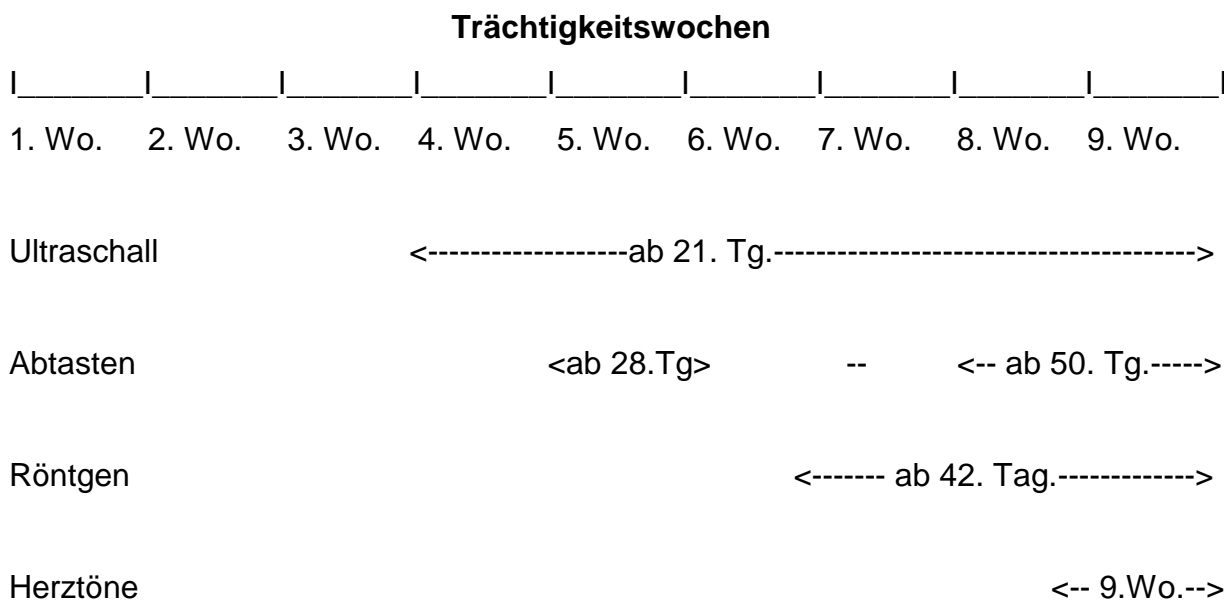 Trächtigkeitswochen
I_______I_______I_______I_______I_______I_______I_______I_______I_______I
1. Wo. 2. Wo. 3. Wo. 4. Wo. 5. Wo. 6. Wo. 7. Wo. 8. Wo. 9. Wo.
Ultraschall <-------------------ab 21. Tg.---------------------------------------->
Abtasten <ab 28.Tg> -- <-- ab 50. Tg.----->
Röntgen <------- ab 42. Tag.------------->
Herztöne <-- 9.Wo.-->